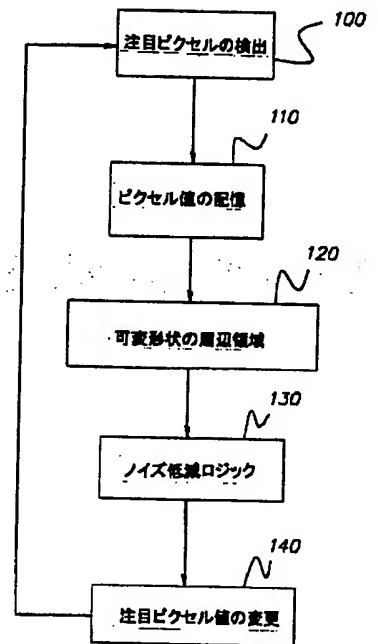 100
注目ピクセルの検出
110
ピクセル値の記憶
120
可変形状の周辺領域
130
ノイズ低減ロジック
140
注目ピクセル値の変更